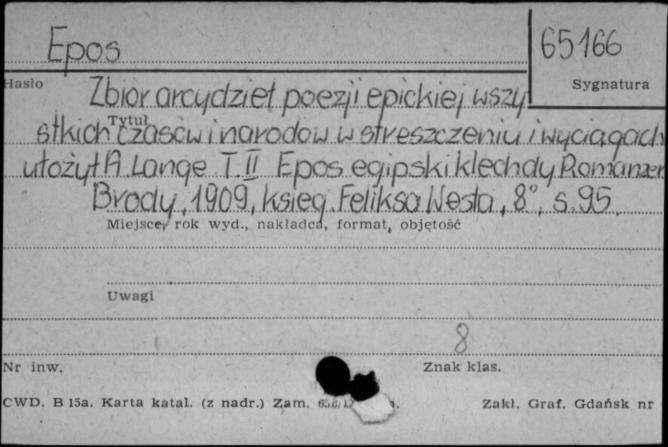 Epos
65166
Hasło
Sygnatura
Zbiór arcydzieł poezji epickiej wszy
Tytuł
stkich czasów i narodów w streszczeniu i wyciągach
ułożył A. Lange T. II Epos egipski klechdy Romanzer
Brody, 1909, księg. Feliksa Westa, 8°, s. 95
Miejsce, rok wyd., nakładca, format, objętość
Uwagi
8
Nr inw.
Znak klas.
CWD. B 15a. Karta katal. (z nadr.) Zam.
Zakł. Graf. Gdańsk nr